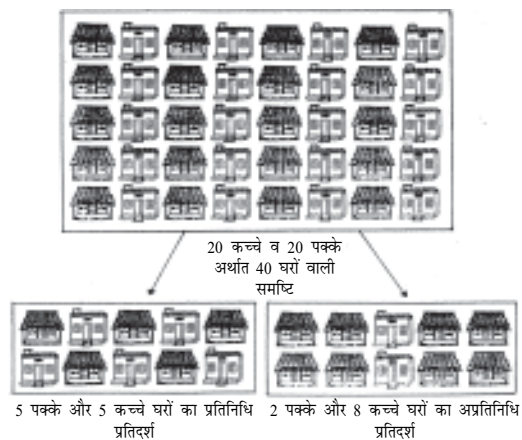 20 कच्चे व 20 पक्के
अर्थात 40 घरों वाली
समष्टि
5 पक्के और 5 कच्चे घरों का प्रतिनिधि
प्रतिदर्श
2 पक्के और 8 कच्चे घरों का अप्रतिनिधि
प्रतिदर्श